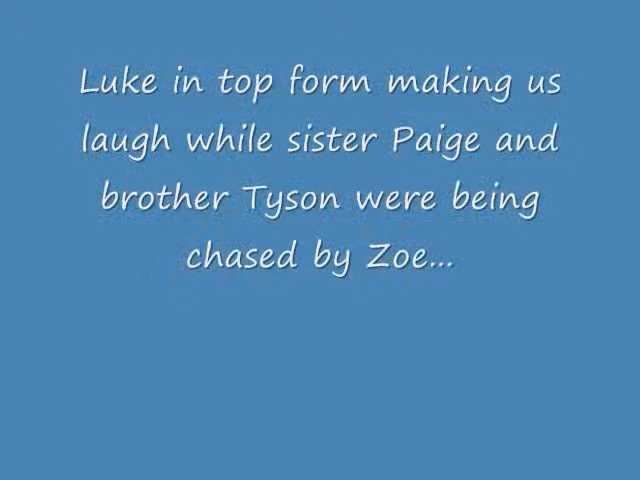 Luke in top form making us
laugh while sister Paige and
brother Tyson were being
chased by Zoe...